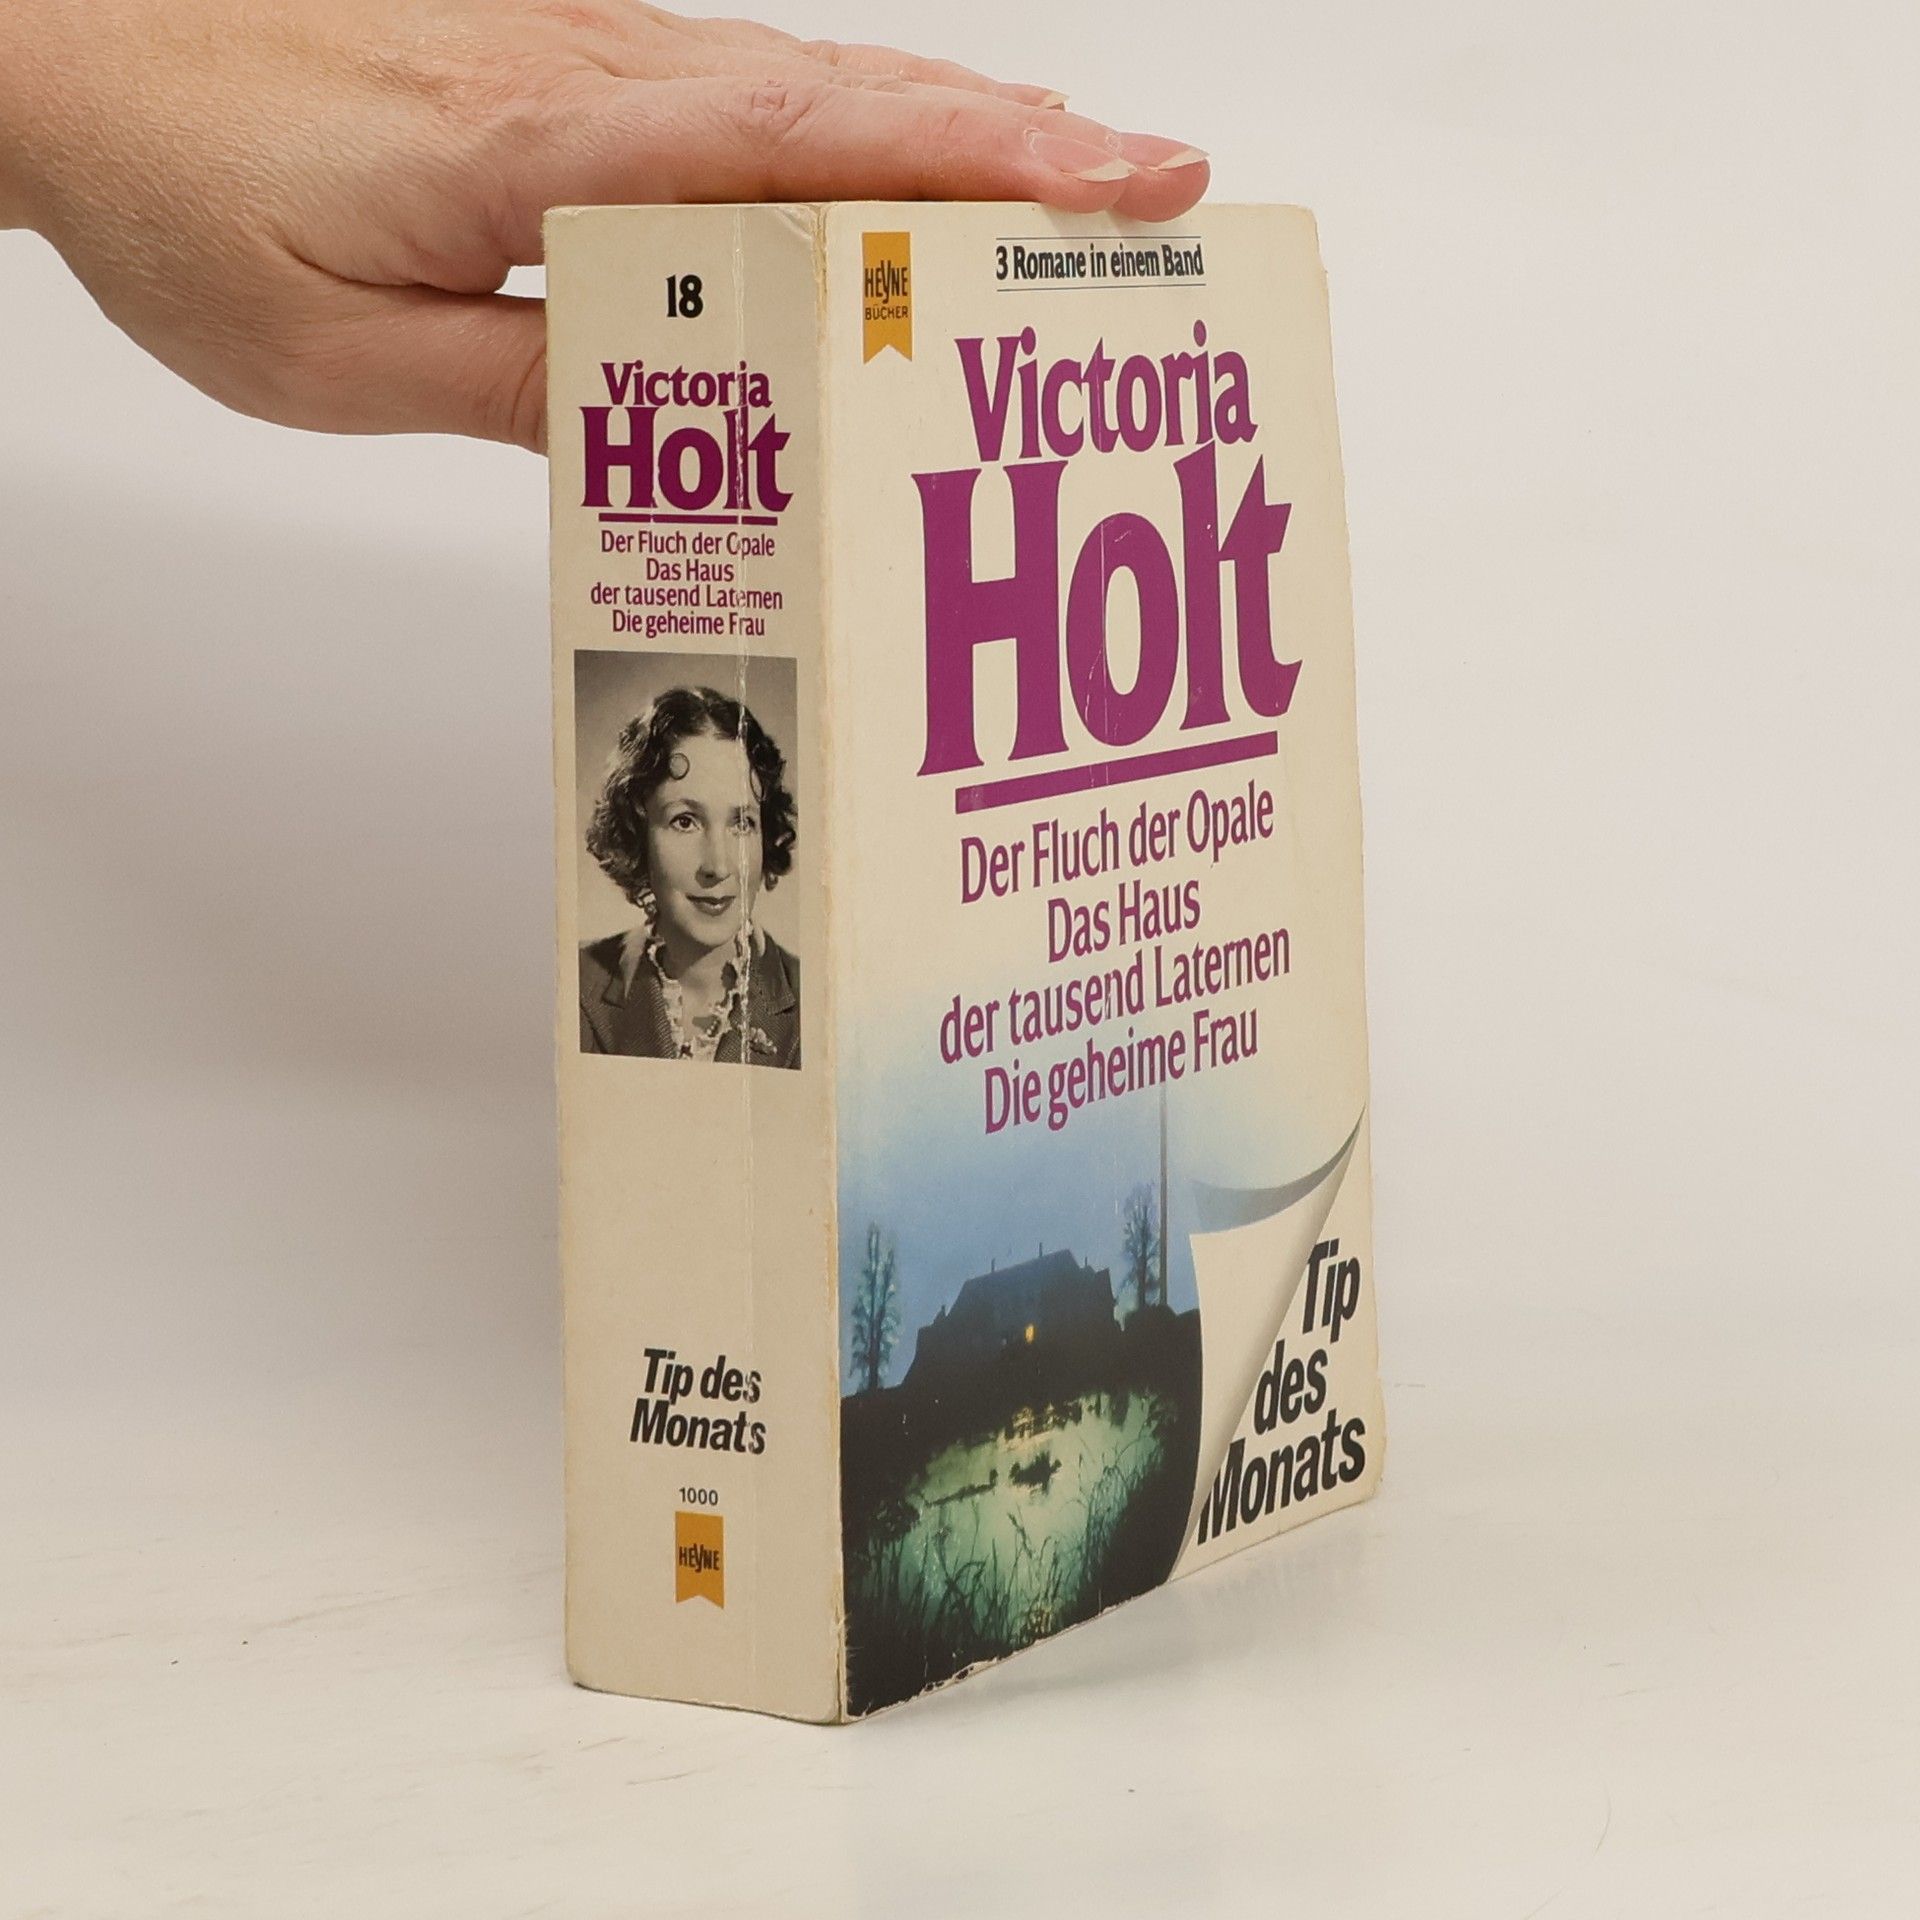 18
Victoria
Holt
Der Fluch der Opale
Das Haus
der tausend Laternen
Die geheime Frau
Tip des
Monats
1000
HEYNE
HEYNE
BÜCHER
3 Romane in einem Band
Victoria
Holt
Der Fluch der Opale
Das Haus
der tausend Laternen
Die geheime Frau
Tip
des
Monats